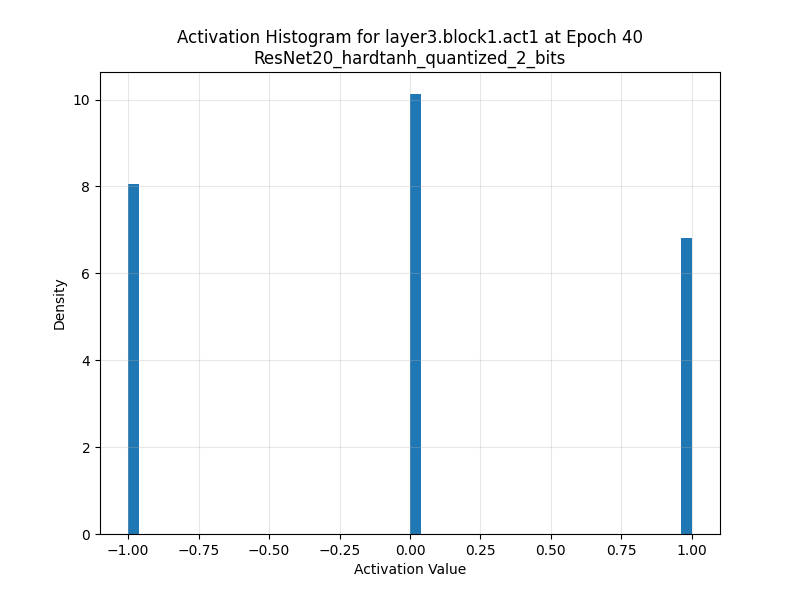 Activation Histogram for layer3.block1.act1 at Epoch 40
ResNet20_hardtanh_quantized_2_bits
Density
10
8
6
4
2
0
−1.00 −0.75 −0.50 −0.25 0.00 0.25 0.50 0.75 1.00
Activation Value